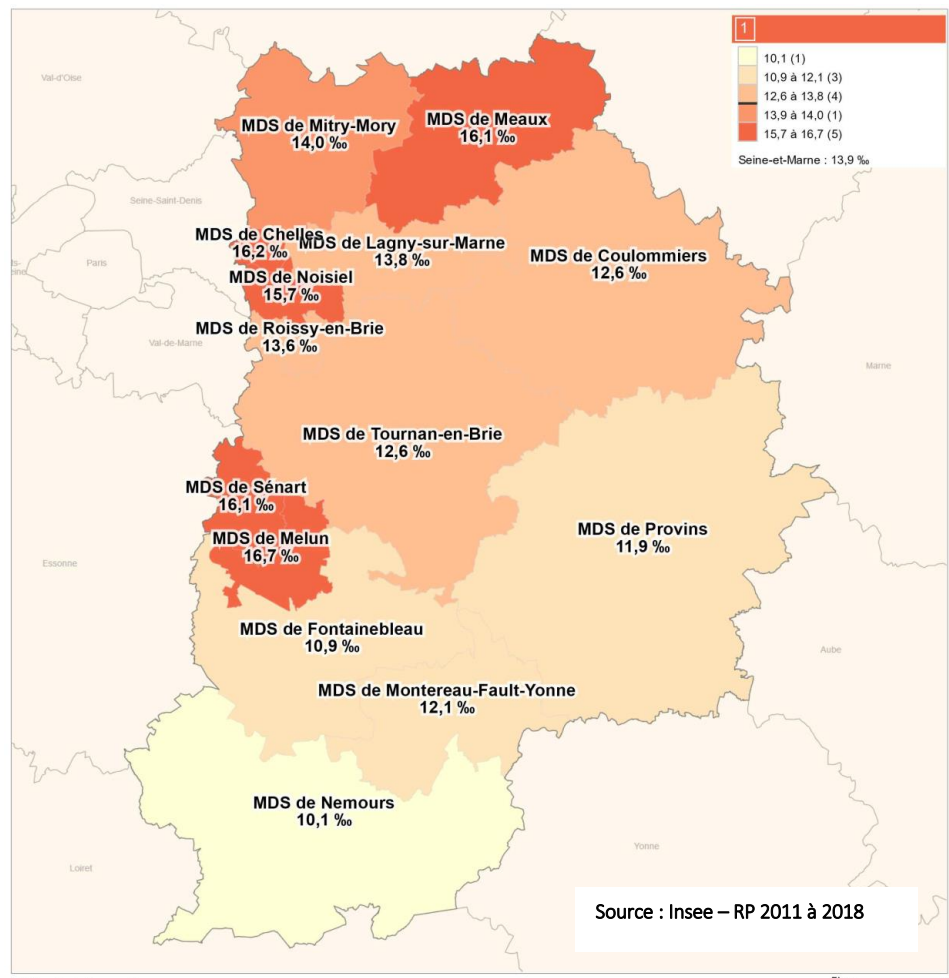 1
10,1 (1)
10,9 à 12,1 (3)
12,6 à 13,8 (4)
13,9 à 14,0 (1)
15,7 à 16,7 (5)
Seine-et-Marne : 13,9 ‰
Val-d'Oise
MDS de Mitry-Mory
14,0 ‰
MDS de Meaux
16,1 ‰
Seine-Saint-Denis
MDS de Chelles
16,2 ‰
MDS de Lagny-sur-Marne
13,8 ‰
MDS de Coulommiers
12,6 ‰
Paris
MDS de Noisiel
15,7 ‰
MDS de Roissy-en-Brie
13,6 ‰
Val-de-Marne
Marne
MDS de Tournan-en-Brie
12,6 ‰
MDS de Sénart
16,1 ‰
MDS de Melun
16,7 ‰
MDS de Provins
11,9 ‰
Essonne
MDS de Fontainebleau
10,9 ‰
Aube
MDS de Montereau-Fault-Yonne
12,1 ‰
MDS de Nemours
10,1 ‰
Yonne
Loiret
Source : Insee – RP 2011 à 2018